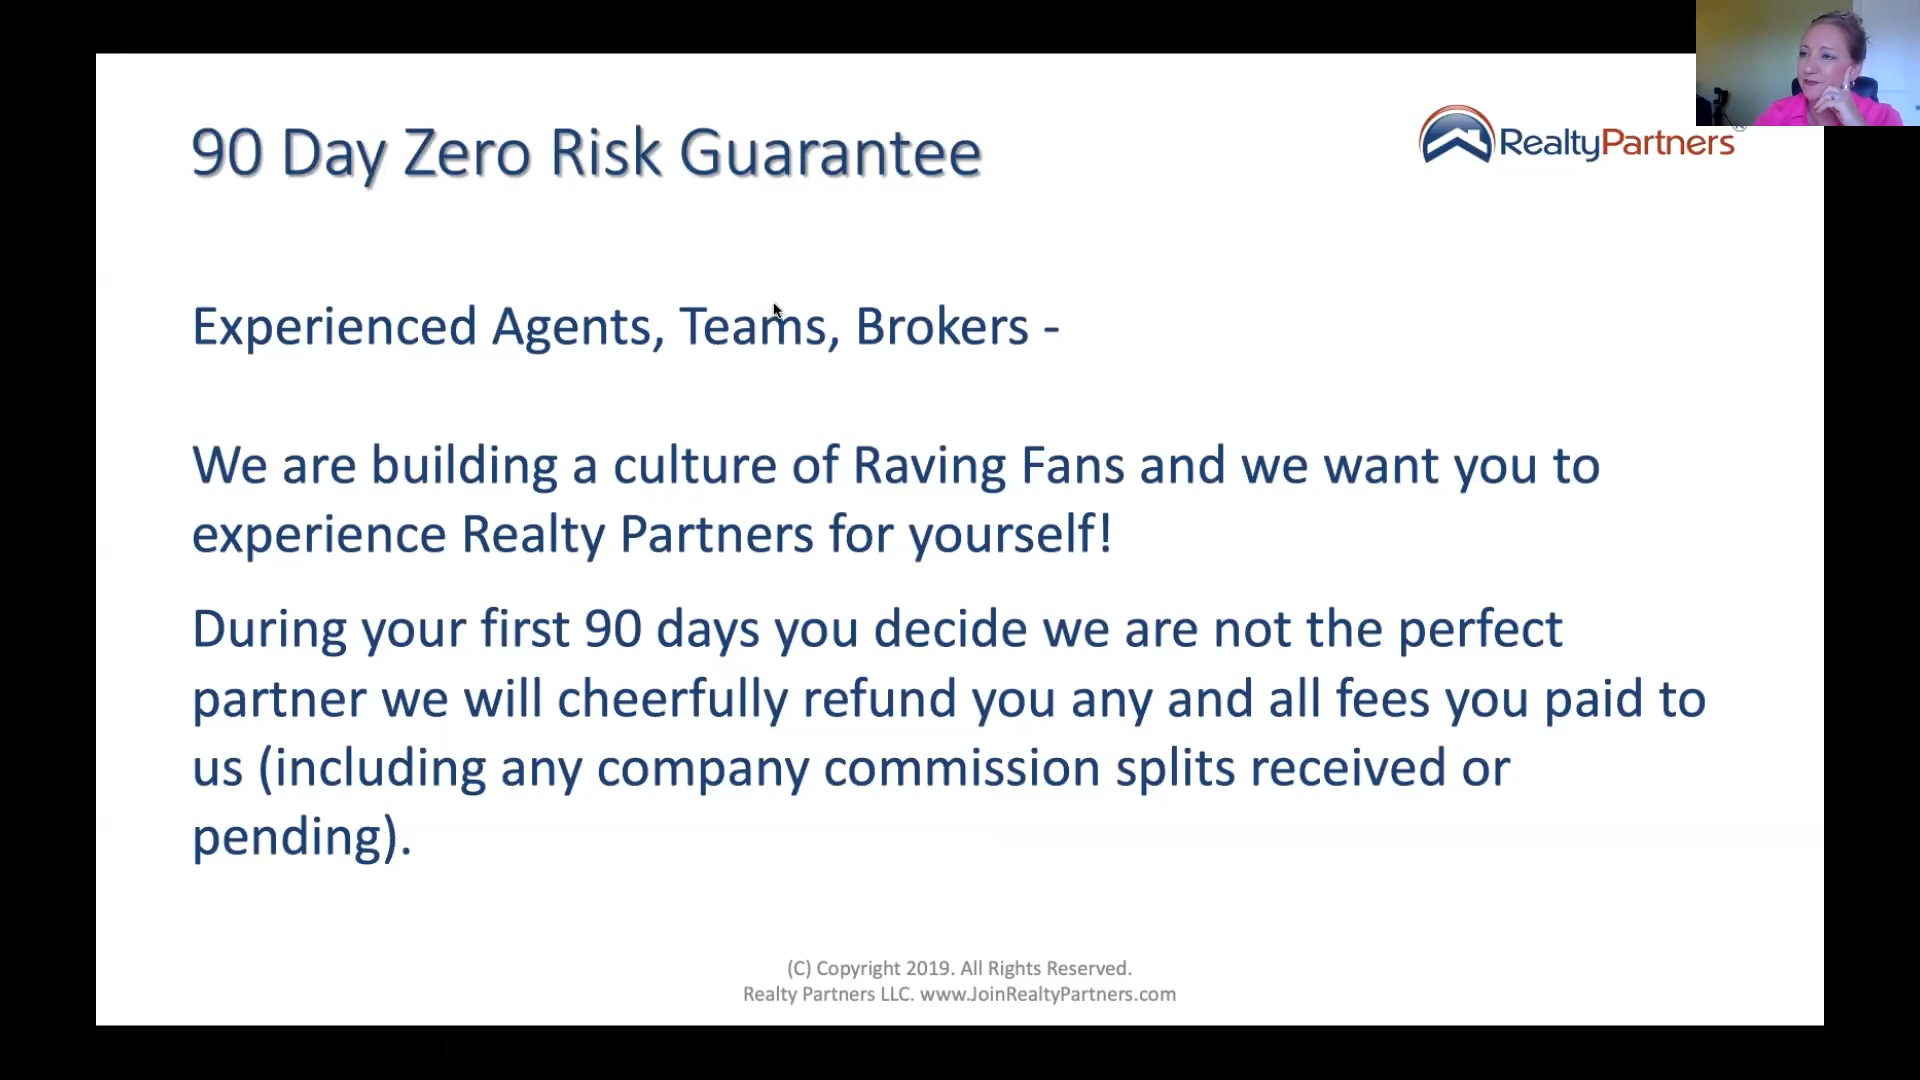 90 Day Zero Risk Guarantee
RealtyPartners
Experienced Agents, Teams, Brokers -
We are building a culture of Raving Fans and we want you to
experience Realty Partners for yourself!
During your first 90 days you decide we are not the perfect
partner we will cheerfully refund you any and all fees you paid to
us (including any company commission splits received or
pending).
(C) Copyright 2019. All Rights Reserved.
Realty Partners LLC. www.JoinRealtyPartners.com